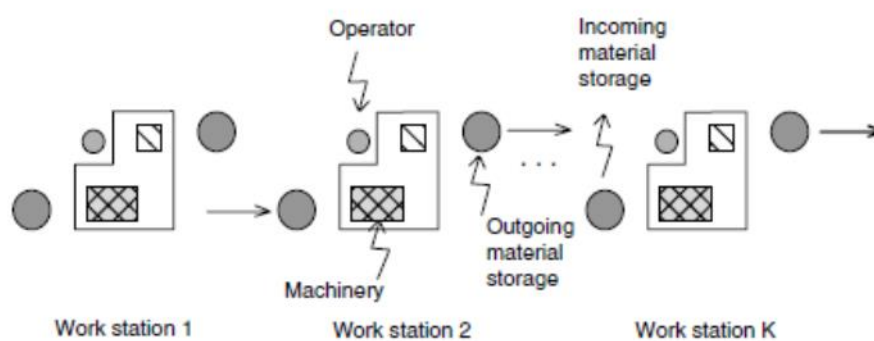 Operator
Incoming
material
storage
. . .
Outgoing
material
storage
Machinery
Work station 1
Work station 2
Work station K